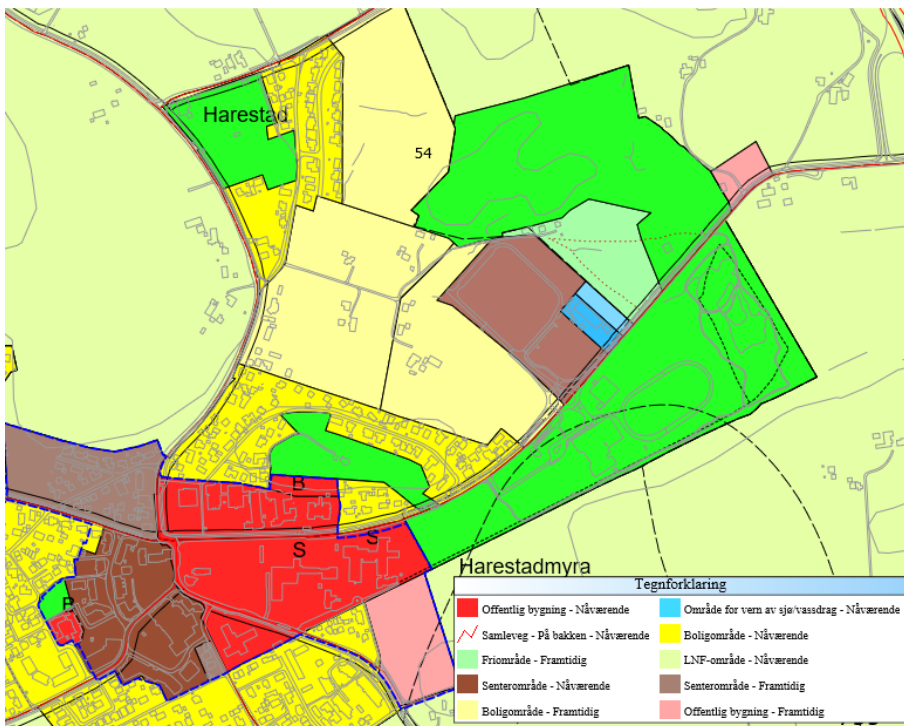 Harestad
54
B
S
S
Harestadmyra
Tegnforklaring
Offentlig bygning - Nåværende
Område for vern av sjø/vassdrag - Nåværende
Samleveg - På bakken - Nåværende
Boligområde - Nåværende
Friområde - Framtidig
LNF-område - Nåværende
Senterområde - Nåværende
Senterområde - Framtidig
Boligområde - Framtidig
Offentlig bygning - Framtidig